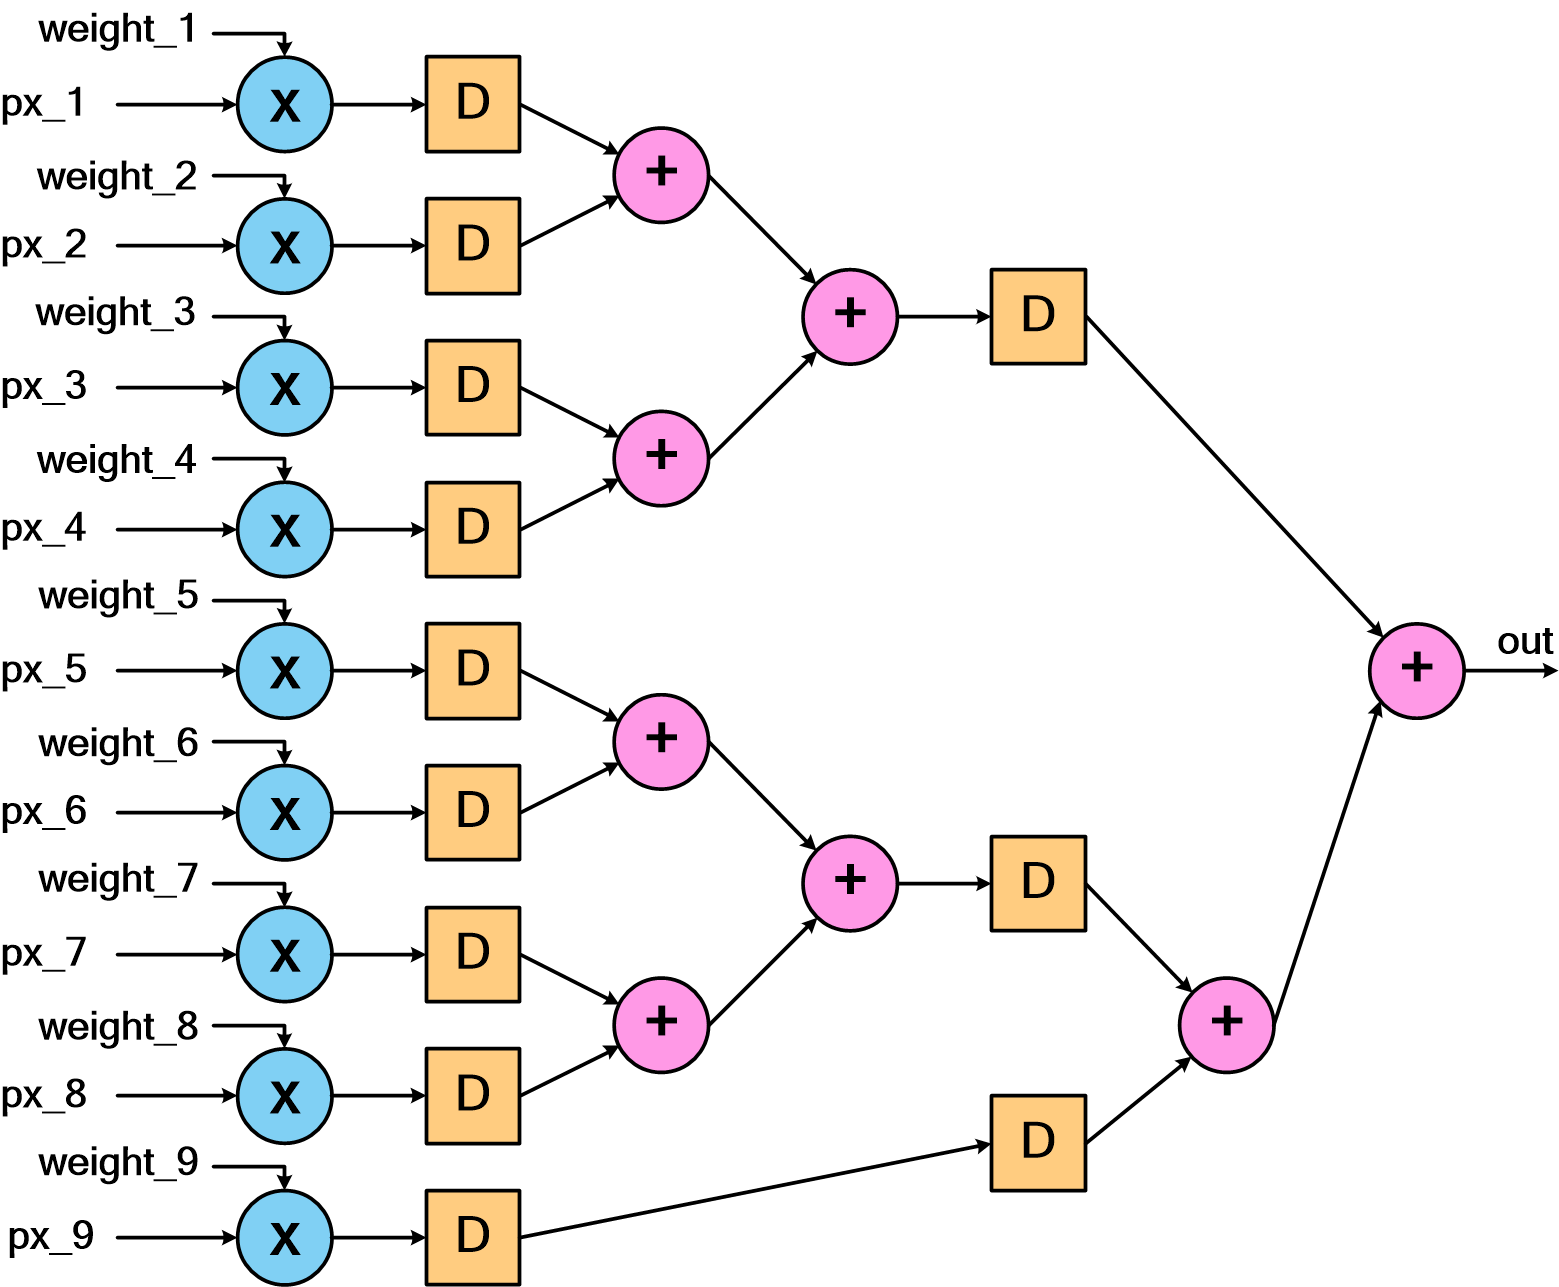 weight_1
px_1
x
D
+
weight_2
px_2
x
D
+
D
weight_3
px_3
x
D
+
weight_4
px_4
x
D
weight_5
px_5
x
D
+
out
+
weight_6
px_6
x
D
+
D
weight_7
px_7
x
D
+
+
weight_8
px_8
x
D
D
weight_9
px_9
x
D